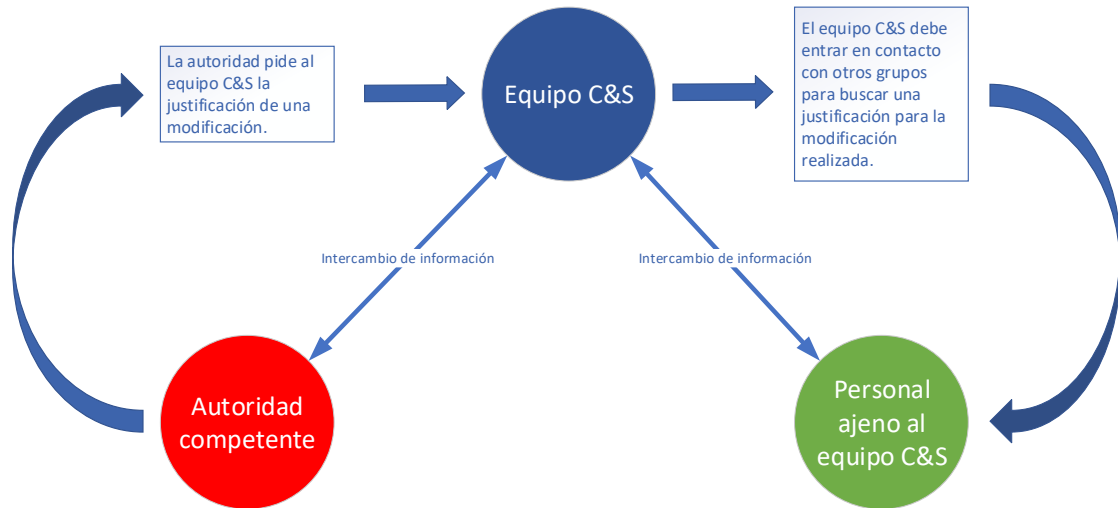 La autoridad pide al
equipo C&S la
justificación de una
modificación.
Equipo C&S
El equipo C&S debe
entrar en contacto
con otros grupos
para buscar una
justificación para la
modificación
realizada.
Intercambio de información
Intercambio de información
Autoridad
competente
Personal
ajeno al
equipo C&S